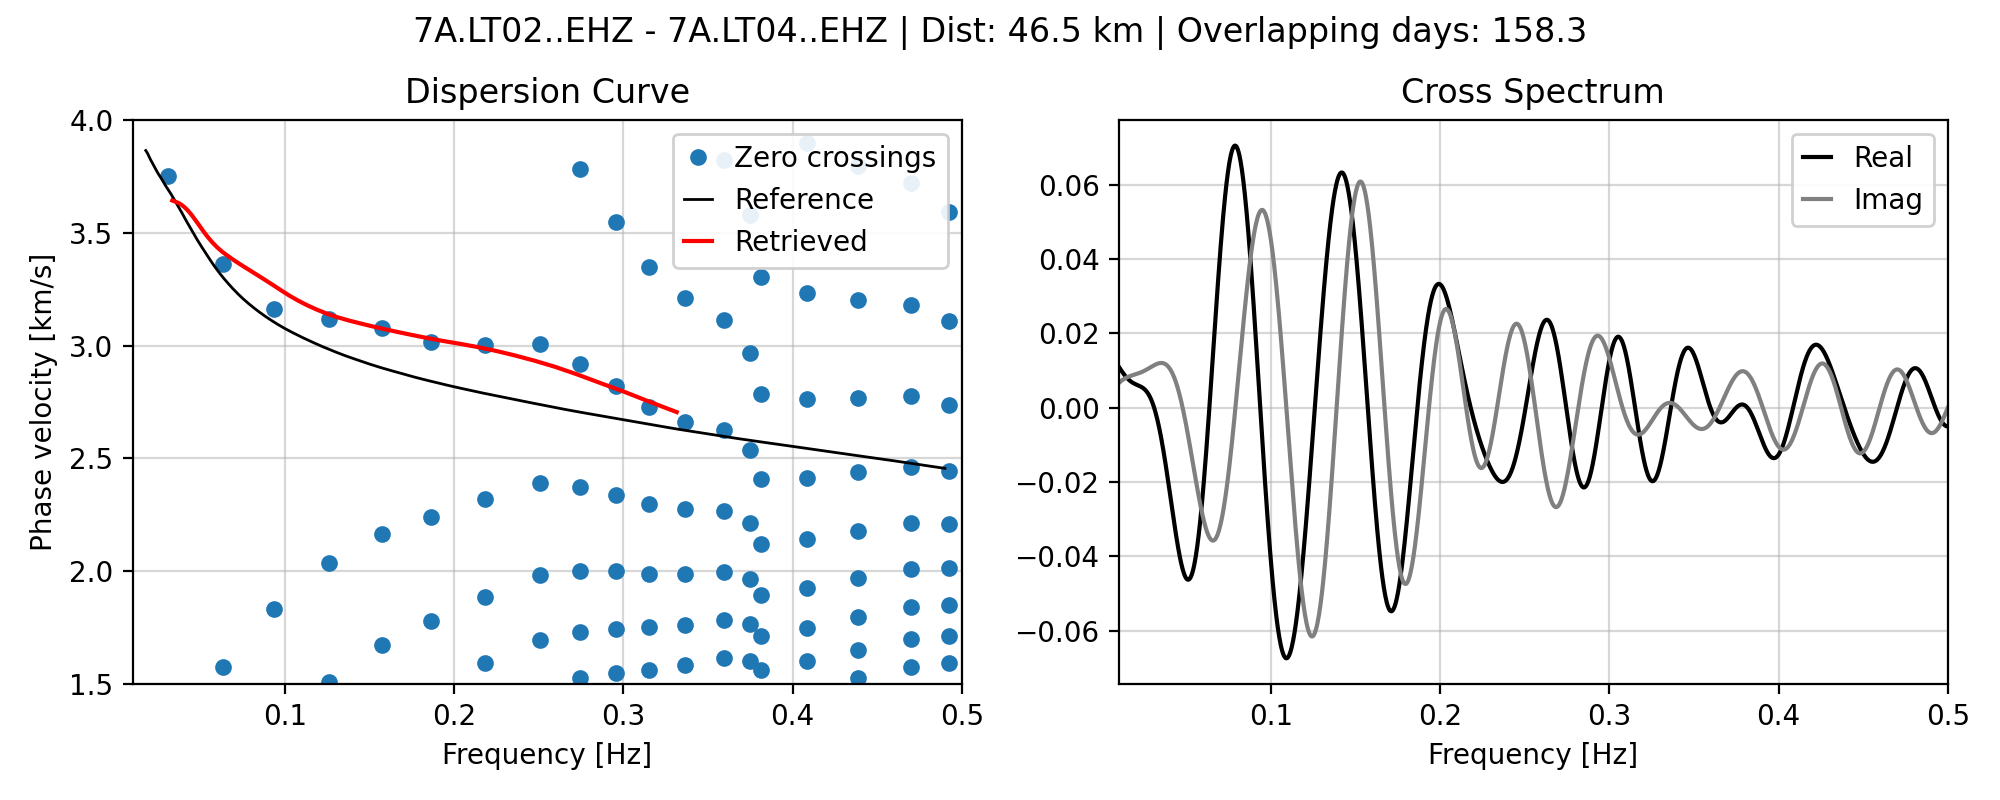 7A.LT02..EHZ - 7A.LT04..EHZ | Dist: 46.5 km | Overlapping days: 158.3
Dispersion Curve
4.0
3.5
3.0
2.5
2.0
1.5
Phase velocity [km/s]
Zero crossings
Reference
Retrieved
0.1
0.2
0.3
0.4
0.5
Frequency [Hz]
Cross Spectrum
0.06
0.04
0.02
0.00
−0.02
−0.04
−0.06
Real
Imag
0.1
0.2
0.3
0.4
0.5
Frequency [Hz]